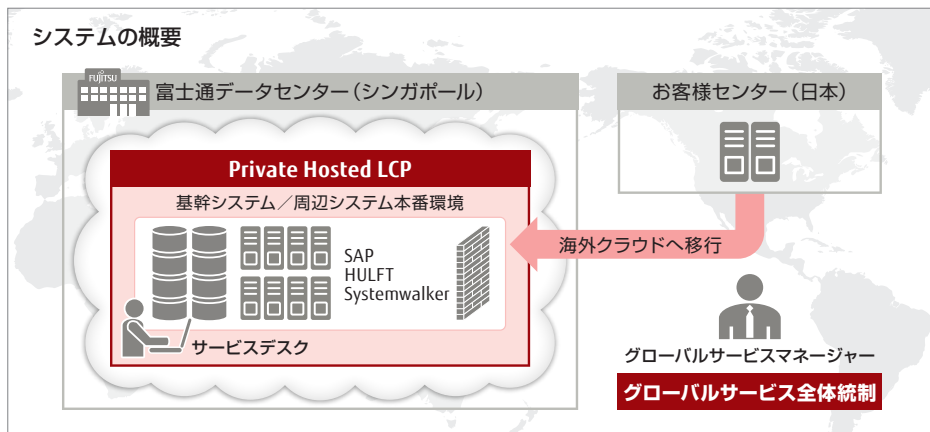 システムの概要
FUJITSU
富士通データセンター(シンガポール)
お客様センター(日本)
Private Hosted LCP
基幹システム/周辺システム本番環境
SAP
HULFT
Systemwalker
サービスデスク
海外クラウドへ移行
グローバルサービスマネージャー
グローバルサービス全体統制